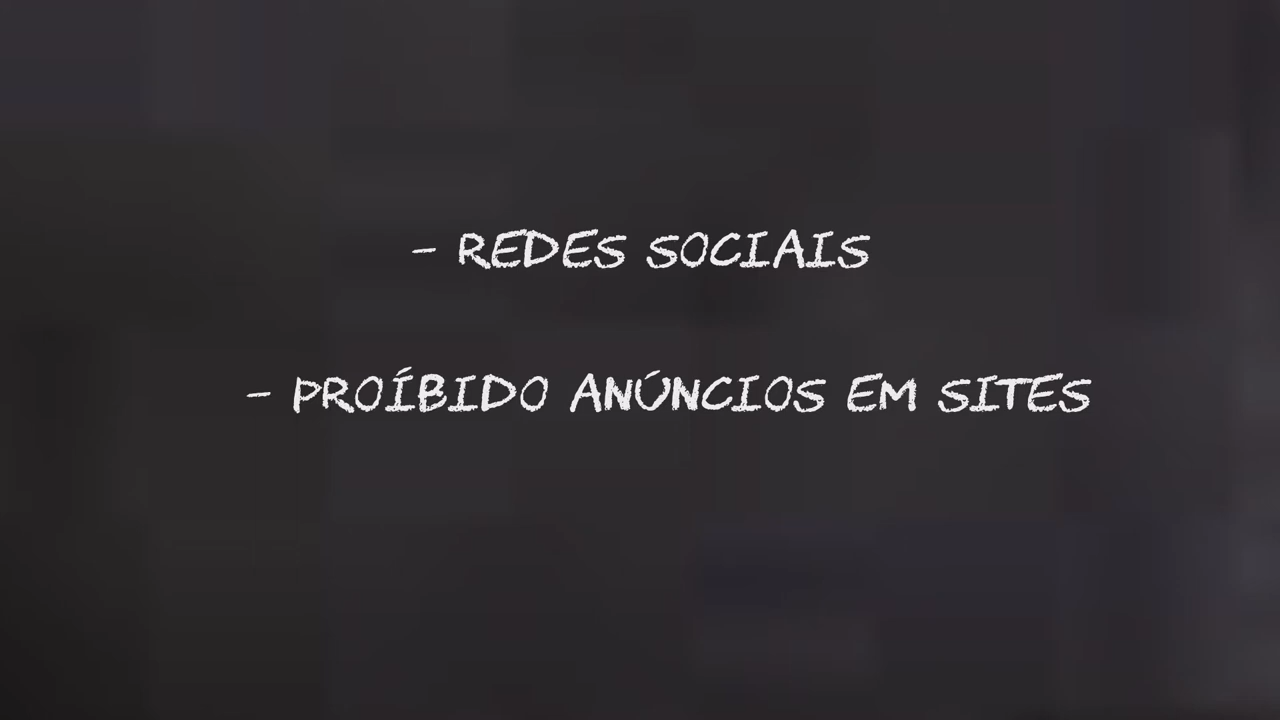 - REDES SOCIAIS
- PROÍBIDO ANÚNCIOS EM SITES